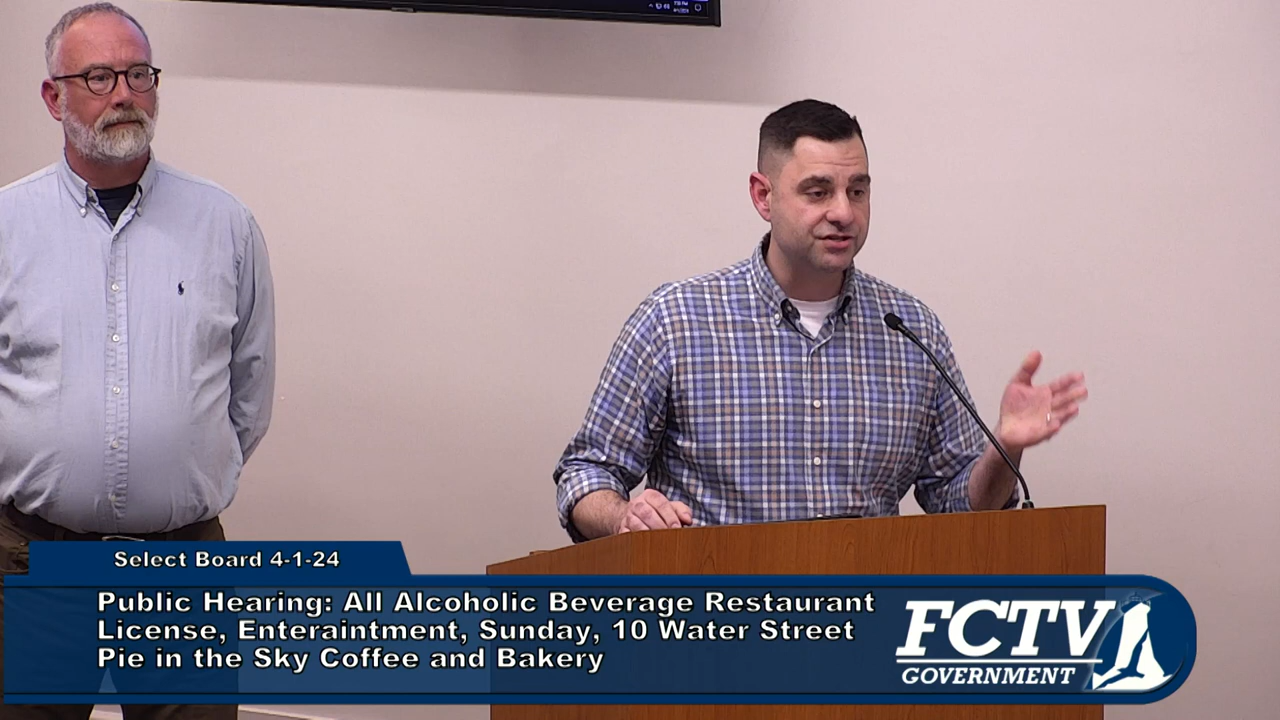 Select Board 4-1-24
Public Hearing: All Alcoholic Beverage Restaurant
License, Enteraintment, Sunday, 10 Water Street
Pie in the Sky Coffee and Bakery
FCTV
GOVERNMENT